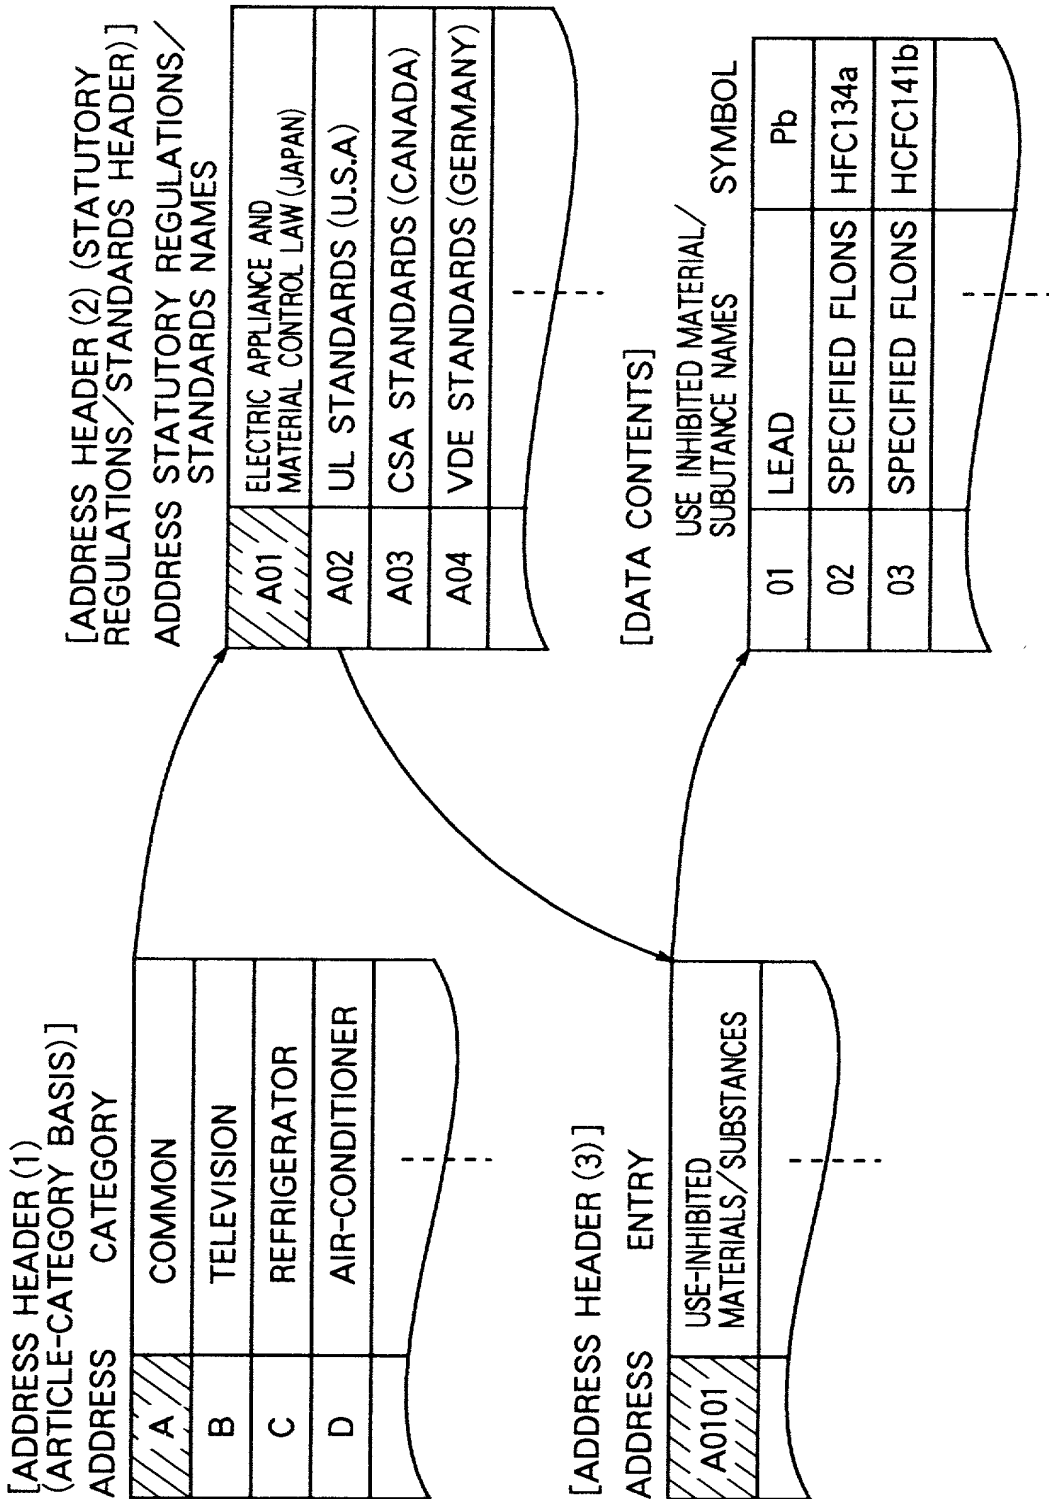 [ADDRESS HEADER (1)
(ARTICLE-CATEGORY BASIS)]
ADDRESS CATEGORY
A COMMON
B TELEVISION
C REFRIGERATOR
D AIR-CONDITIONER
[ADDRESS HEADER (2) (STATUTORY
REGULATIONS/STANDARDS HEADER)]
ADDRESS STATUTORY REGULATIONS/
STANDARDS NAMES
A01 ELECTRIC APPLIANCE AND
MATERIAL CONTROL LAW (JAPAN)
A02 UL STANDARDS (U.S.A)
A03 CSA STANDARDS (CANADA)
A04 VDE STANDARDS (GERMANY)
[ADDRESS HEADER (3)]
ADDRESS ENTRY
A0101 USE-INHIBITED
MATERIALS/SUBSTANCES
[DATA CONTENTS]
USE INHIBITED MATERIAL/
SUBUTANCE NAMES SYMBOL
01 LEAD Pb
02 SPECIFIED FLONS HFC134a
03 SPECIFIED FLONS HCFC141b